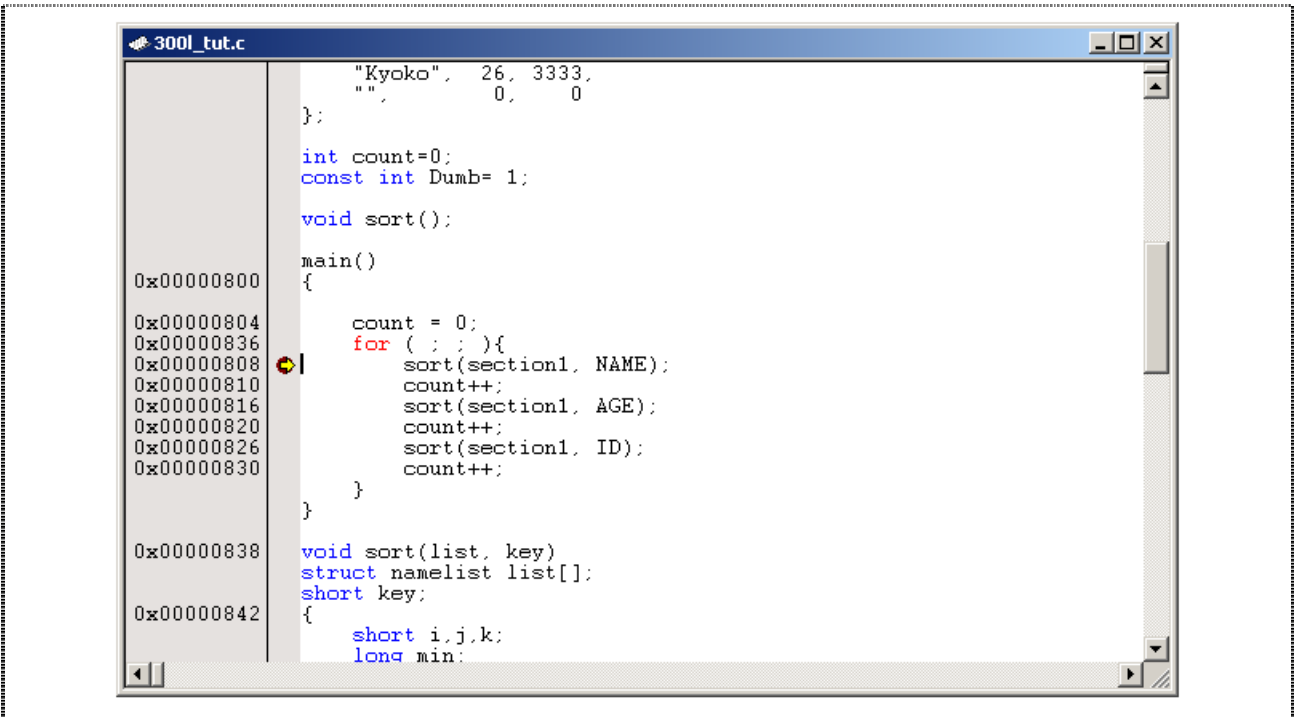 300l_tut.c
"Kyoko", 26, 3333,
"", 0, 0
};
int count=0;
const int Dumb= 1;
void sort();
main()
0x00000800 {
0x00000804 count = 0;
0x00000836 for ( ; ; ){
0x00000808 sort(section1, NAME);
0x00000810 count++;
0x00000816 sort(section1, AGE);
0x00000820 count++;
0x00000826 sort(section1, ID);
0x00000830 count++;
}
}
0x00000838 void sort(list, key)
struct namelist list[];
short key;
0x00000842 {
short i,j,k;
long min;